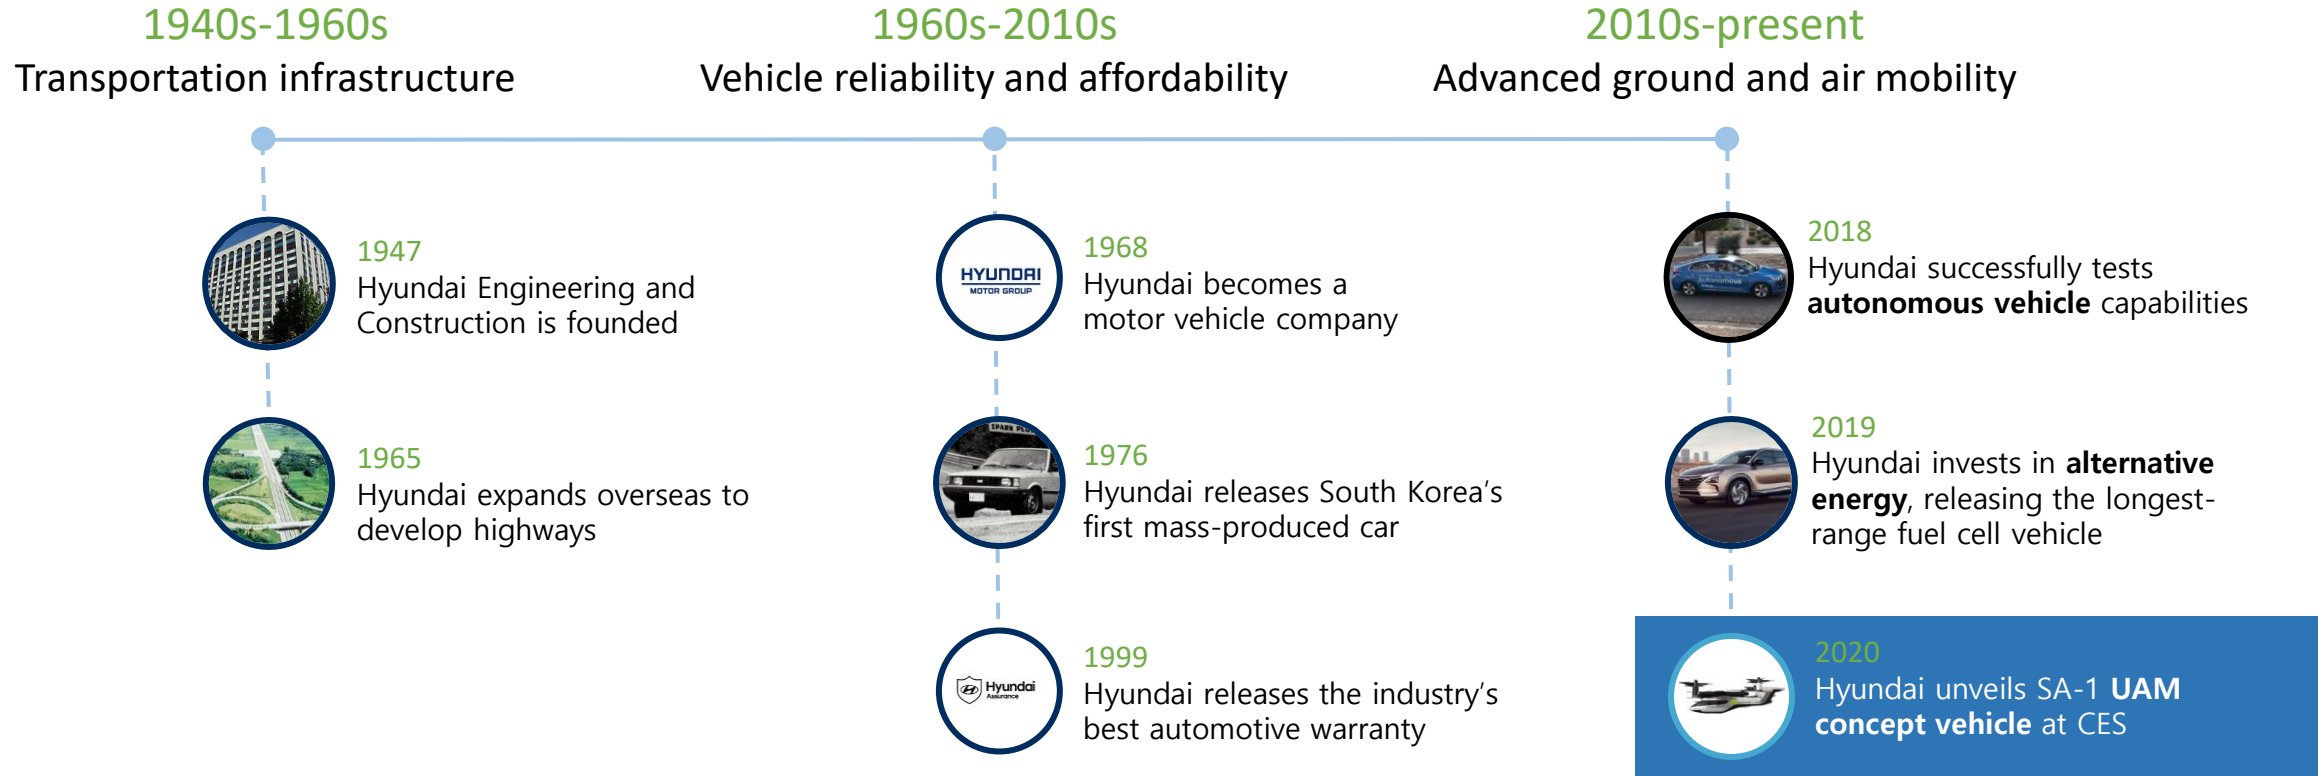 1940s-1960s
Transportation infrastructure
1947
Hyundai Engineering and
Construction is founded
1965
Hyundai expands overseas to
develop highways
1960s-2010s
Vehicle reliability and affordability
HYUNDAI
MOTOR GROUP
1968
Hyundai becomes a
motor vehicle company
SPARK PLU
1976
Hyundai releases South Korea's
first mass-produced car
Hyundai
Assurance
1999
Hyundai releases the industry's
best automotive warranty
2010s-present
Advanced ground and air mobility
Autonomous
2018
Hyundai successfully tests
autonomous vehicle capabilities
2019
Hyundai invests in alternative
energy, releasing the longest-
range fuel cell vehicle
2020
Hyundai unveils SA-1 UAM
concept vehicle at CES